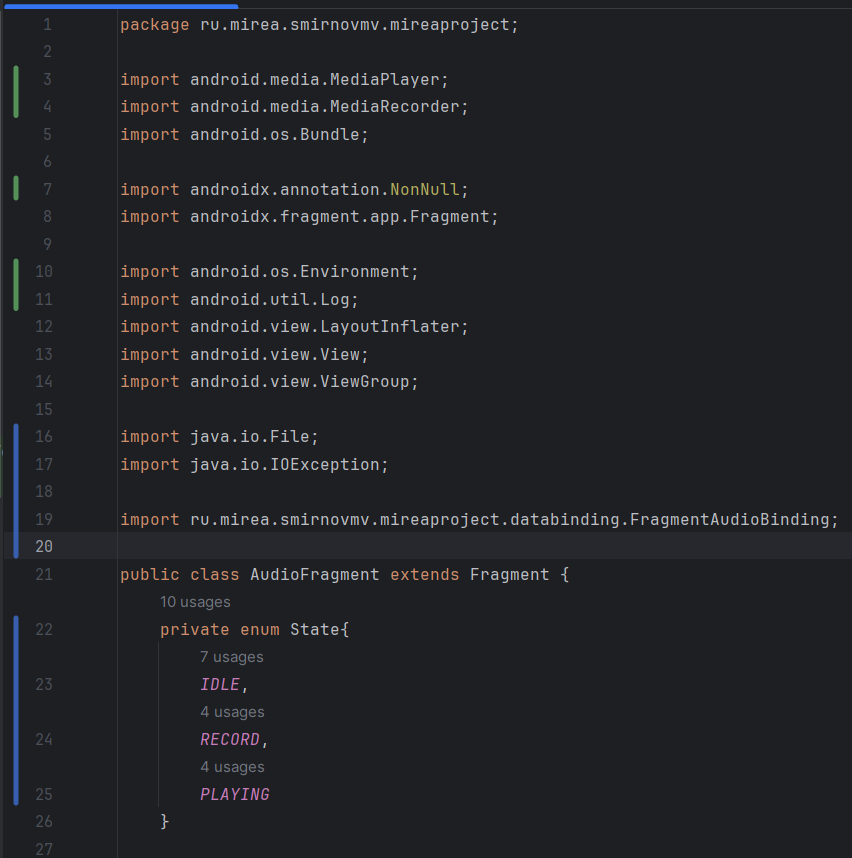 1 package ru.mirea.smirnovmv.mireaproject;
2
3 import android.media.MediaPlayer;
4 import android.media.MediaRecorder;
5 import android.os.Bundle;
6
7 import androidx.annotation.NonNull;
8 import androidx.fragment.app.Fragment;
9
10 import android.os.Environment;
11 import android.util.Log;
12 import android.view.LayoutInflater;
13 import android.view.View;
14 import android.view.ViewGroup;
15
16 import java.io.File;
17 import java.io.IOException;
18
19 import ru.mirea.smirnovmv.mireaproject.databinding.FragmentAudioBinding;
20
21 public class AudioFragment extends Fragment {
10 usages
22 private enum State{
7 usages
23 IDLE,
4 usages
24 RECORD,
4 usages
25 PLAYING
26 }
27